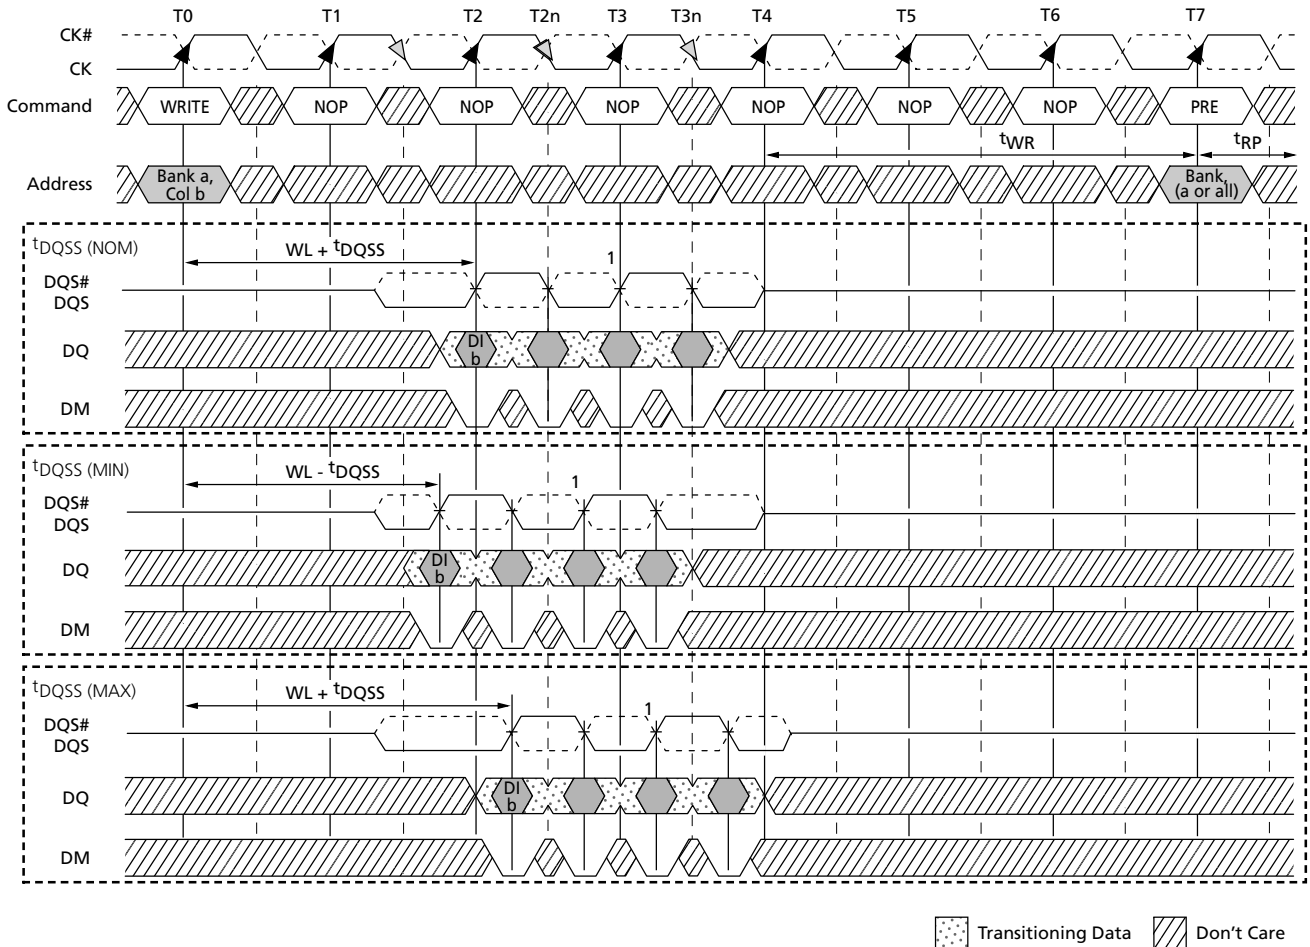 T0 T1 T2 T2n T3 T3n T4 T5 T6 T7
CK#
CK
Command WRITE NOP NOP NOP NOP NOP NOP PRE
tWR tRP
Address Bank a, Col b Bank, (a or all)
tDQSS (NOM)
WL + tDQSS 1
DQS#
DQS
DQ DI b
DM
tDQSS (MIN)
WL - tDQSS 1
DQS#
DQS
DQ DI b
DM
tDQSS (MAX)
WL + tDQSS 1
DQS#
DQS
DQ DI b
DM
Transitioning Data Don't Care